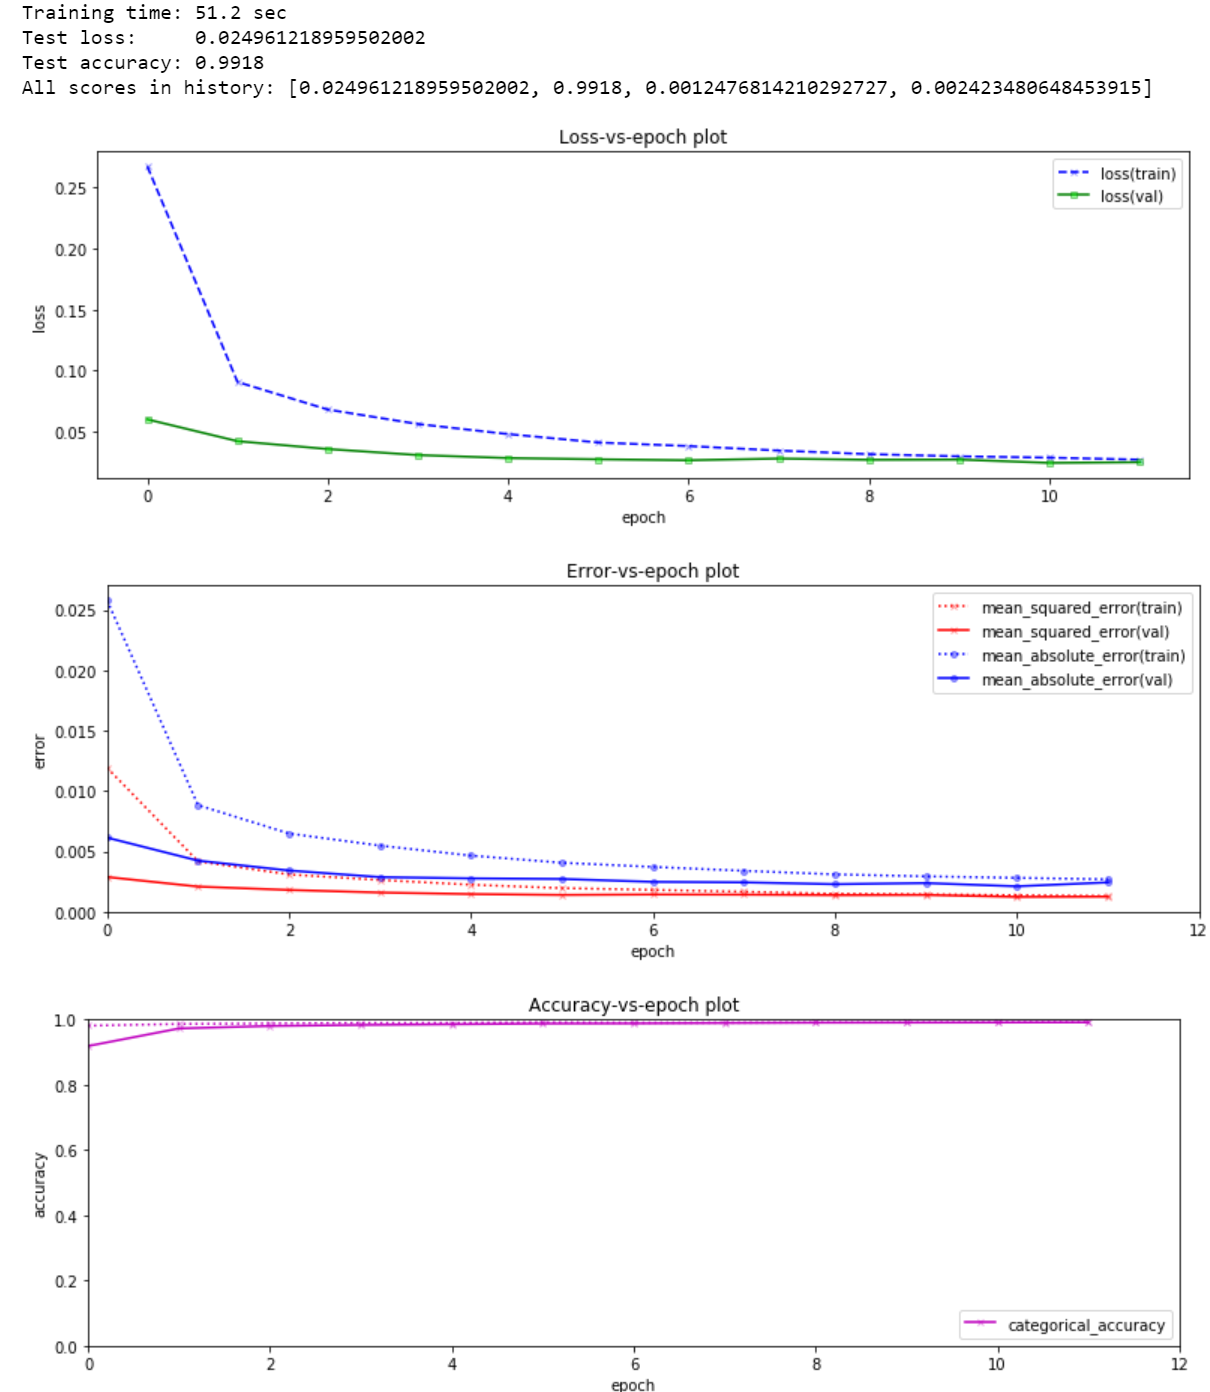 Training time: 51.2 sec
Test loss:     0.024961218959502002
Test accuracy: 0.9918
All scores in history: [0.024961218959502002, 0.9918, 0.0012476814210292727, 0.002423480648453915]
Loss-vs-epoch plot
loss(train)
loss(val)
0.25
0.20
0.15
0.10
0.05
loss
0 2 4 6 8 10
epoch
Error-vs-epoch plot
mean_squared_error(train)
mean_squared_error(val)
mean_absolute_error(train)
mean_absolute_error(val)
0.025
0.020
0.015
0.010
0.005
0.000
error
0 2 4 6 8 10 12
epoch
Accuracy-vs-epoch plot
1.0
0.8
0.6
0.4
0.2
0.0
accuracy
categorical_accuracy
0 2 4 6 8 10 12
epoch